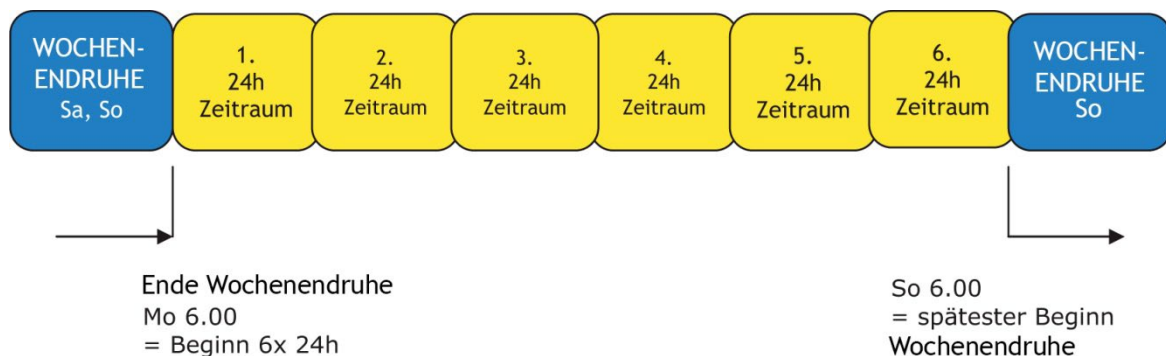 WOCHEN-
ENDRUHE
Sa, So
1.
24h
Zeitraum
2.
24h
Zeitraum
3.
24h
Zeitraum
4.
24h
Zeitraum
5.
24h
Zeitraum
6.
24h
Zeitraum
WOCHEN-
ENDRUHE
So
Ende Wochenendruhe
Mo 6.00
= Beginn 6x 24h
So 6.00
= spätester Beginn
Wochenendruhe